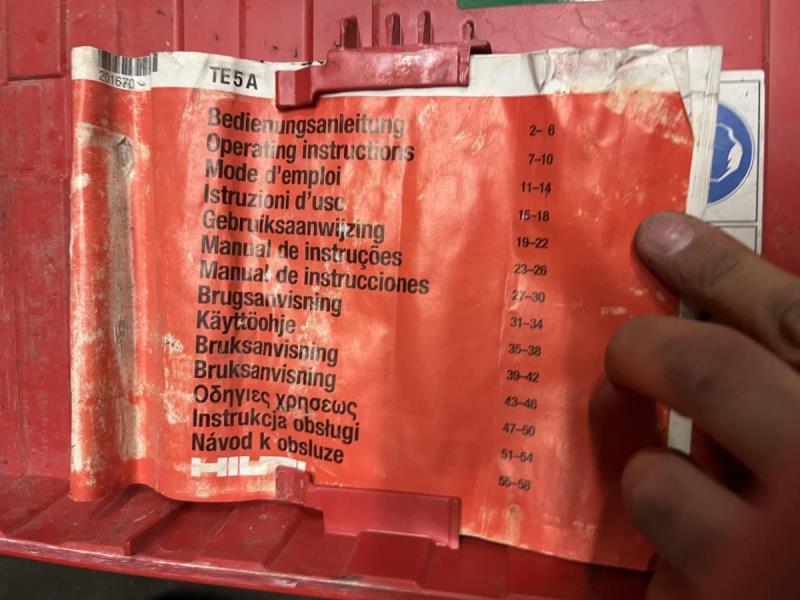 201670
TE 5 A
Bedienungsanleitung 2– 6
Operating instructions 7–10
Mode d'emploi 11–14
Istruzioni d'uso 15–18
Gebruiksaanwijzing 19–22
Manual de instruções 23–26
Manual de instrucciones 27–30
Brugsanvisning 31–34
Käyttöohje 35–38
Bruksanvisning 39–42
Bruksanvisning 43–46
Οδηγιες χρησεως 47–50
Instrukcja obsługi 51–54
Návod k obsluze 55–58
HILTI